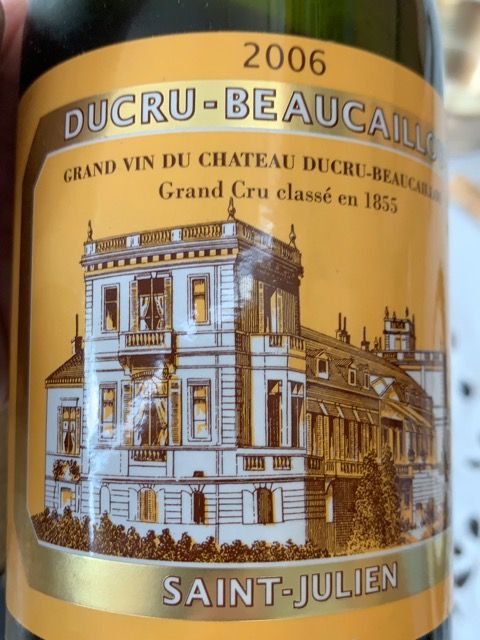 2006
DUCRU-BEAUCAILLO
GRAND VIN DU CHATEAU DUCRU-BEAUCAILLO
Grand Cru classé en 1855
SAINT-JULIEN